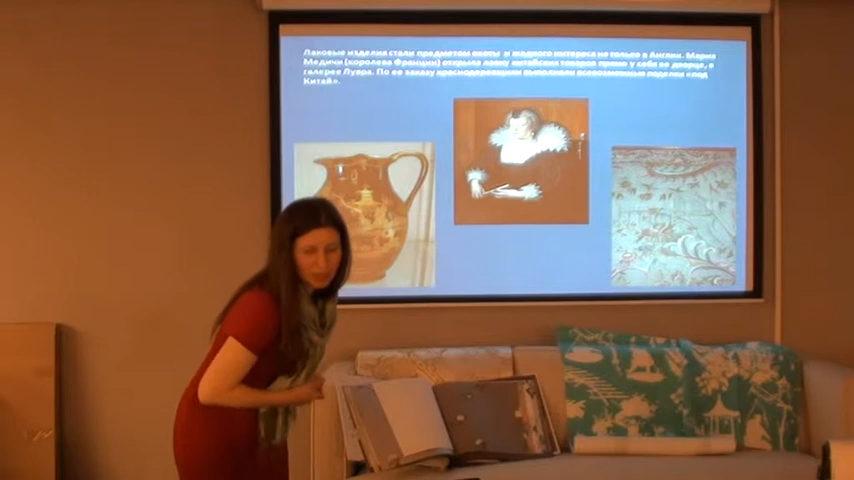 Лаковые изделия стали предметом охоты и жадного интереса не только в Англии. Мария
Медичи (королева Франции) открыла лавку китайских товаров прямо у себя во дворце, в
галерее Лувра. По ее заказу краснодеревщики выполняли всевозможные поделки «под
Китай».